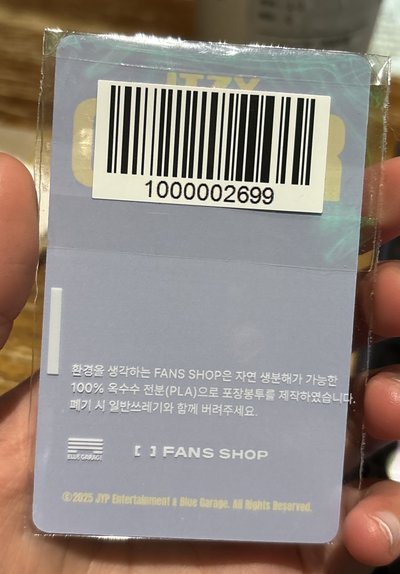 ITZY
1000002699
환경을 생각하는 FANS SHOP은 자연 생분해가 가능한
100% 옥수수 전분(PLA)으로 포장봉투를 제작하였습니다.
폐기 시 일반쓰레기와 함께 버려주세요.
BLUE GARAGE
[ ] FANS SHOP
©2025 JYP Entertainment & Blue Garage. All Rights Reserved.